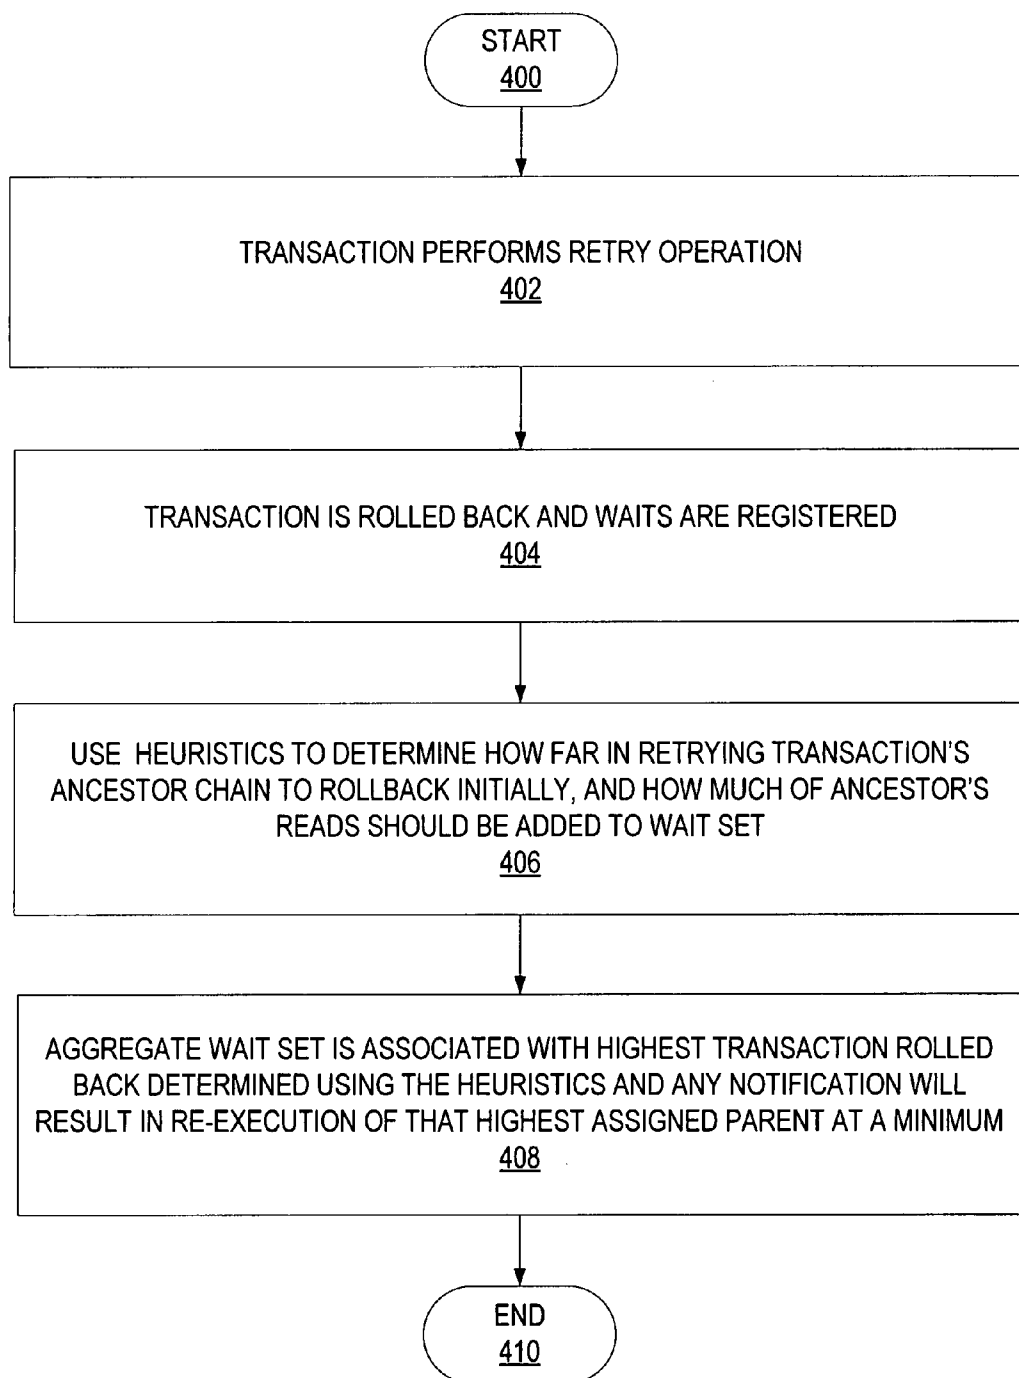 START
400
TRANSACTION PERFORMS RETRY OPERATION
402
TRANSACTION IS ROLLED BACK AND WAITS ARE REGISTERED
404
USE HEURISTICS TO DETERMINE HOW FAR IN RETRYING TRANSACTION'S
ANCESTOR CHAIN TO ROLLBACK INITIALLY, AND HOW MUCH OF ANCESTOR'S
READS SHOULD BE ADDED TO WAIT SET
406
AGGREGATE WAIT SET IS ASSOCIATED WITH HIGHEST TRANSACTION ROLLED
BACK DETERMINED USING THE HEURISTICS AND ANY NOTIFICATION WILL
RESULT IN RE-EXECUTION OF THAT HIGHEST ASSIGNED PARENT AT A MINIMUM
408
END
410